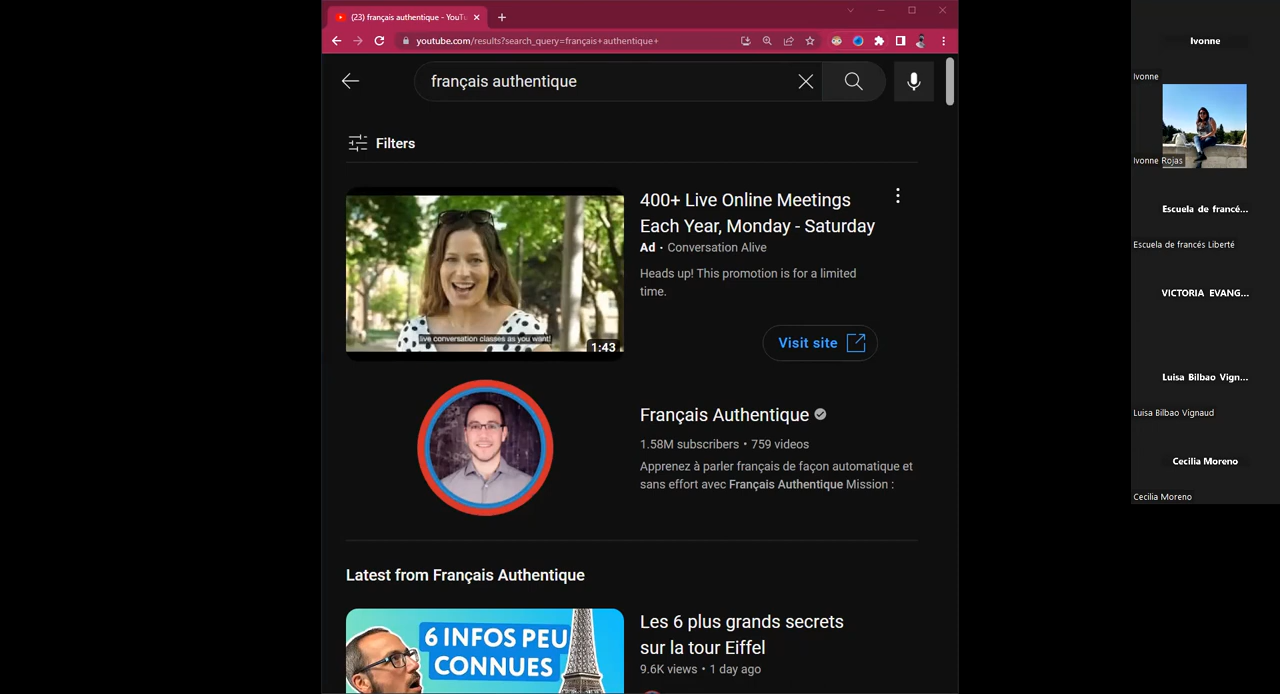 (23) français authentique - YouTu
youtube.com/results?search_query=français+authentique+
français authentique
Filters
400+ Live Online Meetings
Each Year, Monday - Saturday
Ad · Conversation Alive
Heads up! This promotion is for a limited
time.
live conversation classes as you want!
1:43
Visit site
Français Authentique
1.58M subscribers • 759 videos
Apprenez à parler français de façon automatique et
sans effort avec Français Authentique Mission :
Latest from Français Authentique
6 INFOS PEU
CONNUES
Les 6 plus grands secrets
sur la tour Eiffel
9.6K views • 1 day ago
Ivonne
Ivonne
Ivonne Rojas
Escuela de francé...
Escuela de francés Liberté
VICTORIA EVANG...
Luisa Bilbao Vign...
Luisa Bilbao Vignaud
Cecilia Moreno
Cecilia Moreno